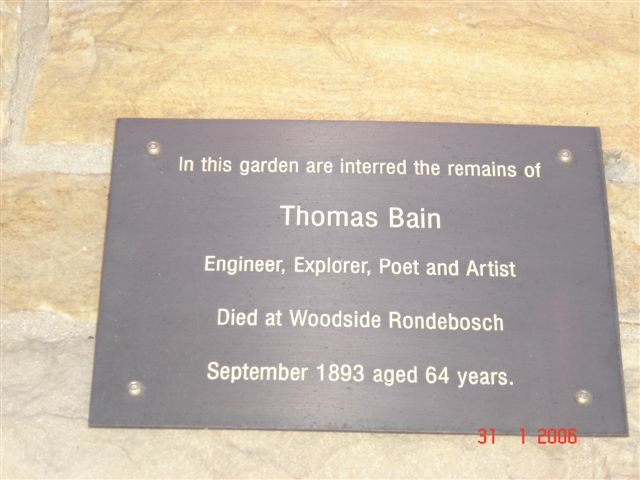 In this garden are interred the remains of
Thomas Bain
Engineer, Explorer, Poet and Artist
Died at Woodside Rondebosch
September 1893 aged 64 years.
31 1 2006